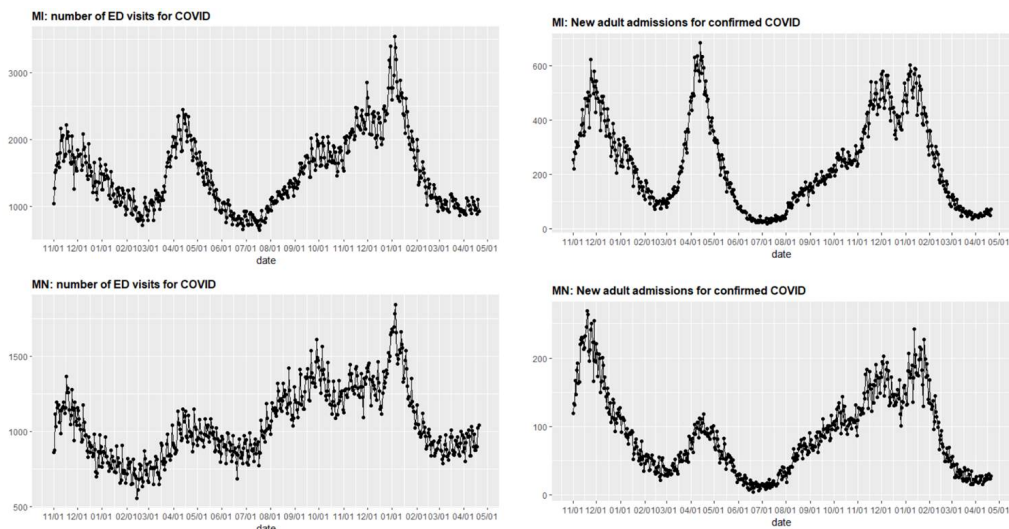 MI: number of ED visits for COVID
3000
2000
1000
11/01 12/01 01/01 02/01 03/01 04/01 05/01 06/01 07/01 08/01 09/01 10/01 11/01 12/01 01/01 02/01 03/01 04/01 05/01
date
MI: New adult admissions for confirmed COVID
600
400
200
0
11/01 12/01 01/01 02/01 03/01 04/01 05/01 06/01 07/01 08/01 09/01 10/01 11/01 12/01 01/01 02/01 03/01 04/01 05/01
date
MN: number of ED visits for COVID
1500
1000
500
11/01 12/01 01/01 02/01 03/01 04/01 05/01 06/01 07/01 08/01 09/01 10/01 11/01 12/01 01/01 02/01 03/01 04/01 05/01
date
MN: New adult admissions for confirmed COVID
200
100
0
11/01 12/01 01/01 02/01 03/01 04/01 05/01 06/01 07/01 08/01 09/01 10/01 11/01 12/01 01/01 02/01 03/01 04/01 05/01
date